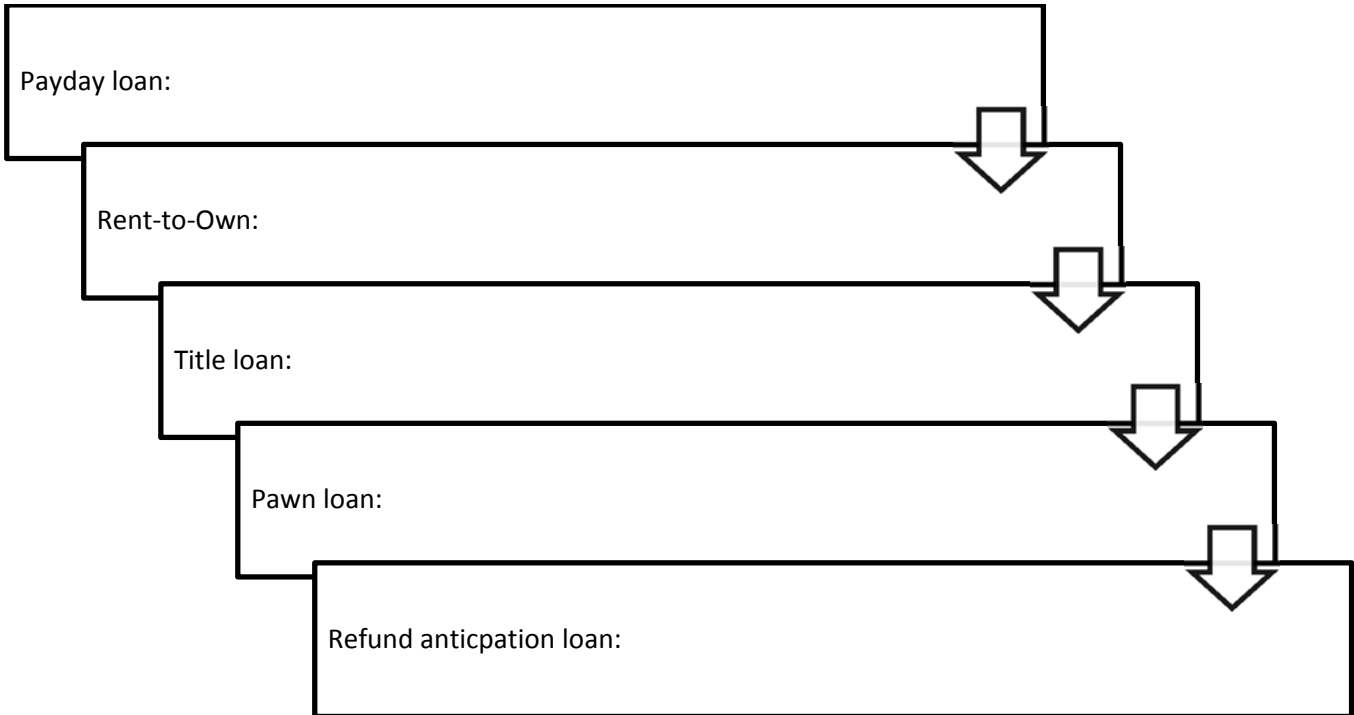 Payday loan:
Rent-to-Own:
Title loan:
Pawn loan:
Refund anticpation loan: